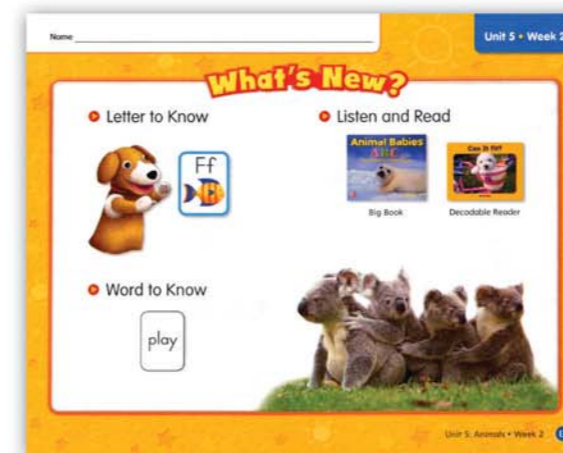 Name
Unit 5 • Week 2
What's New?
Letter to Know
Ff
Listen and Read
Animal Babies
ABC
Big Book
Can It Fit?
Decodable Reader
Word to Know
play
Unit 5: Animals • Week 2